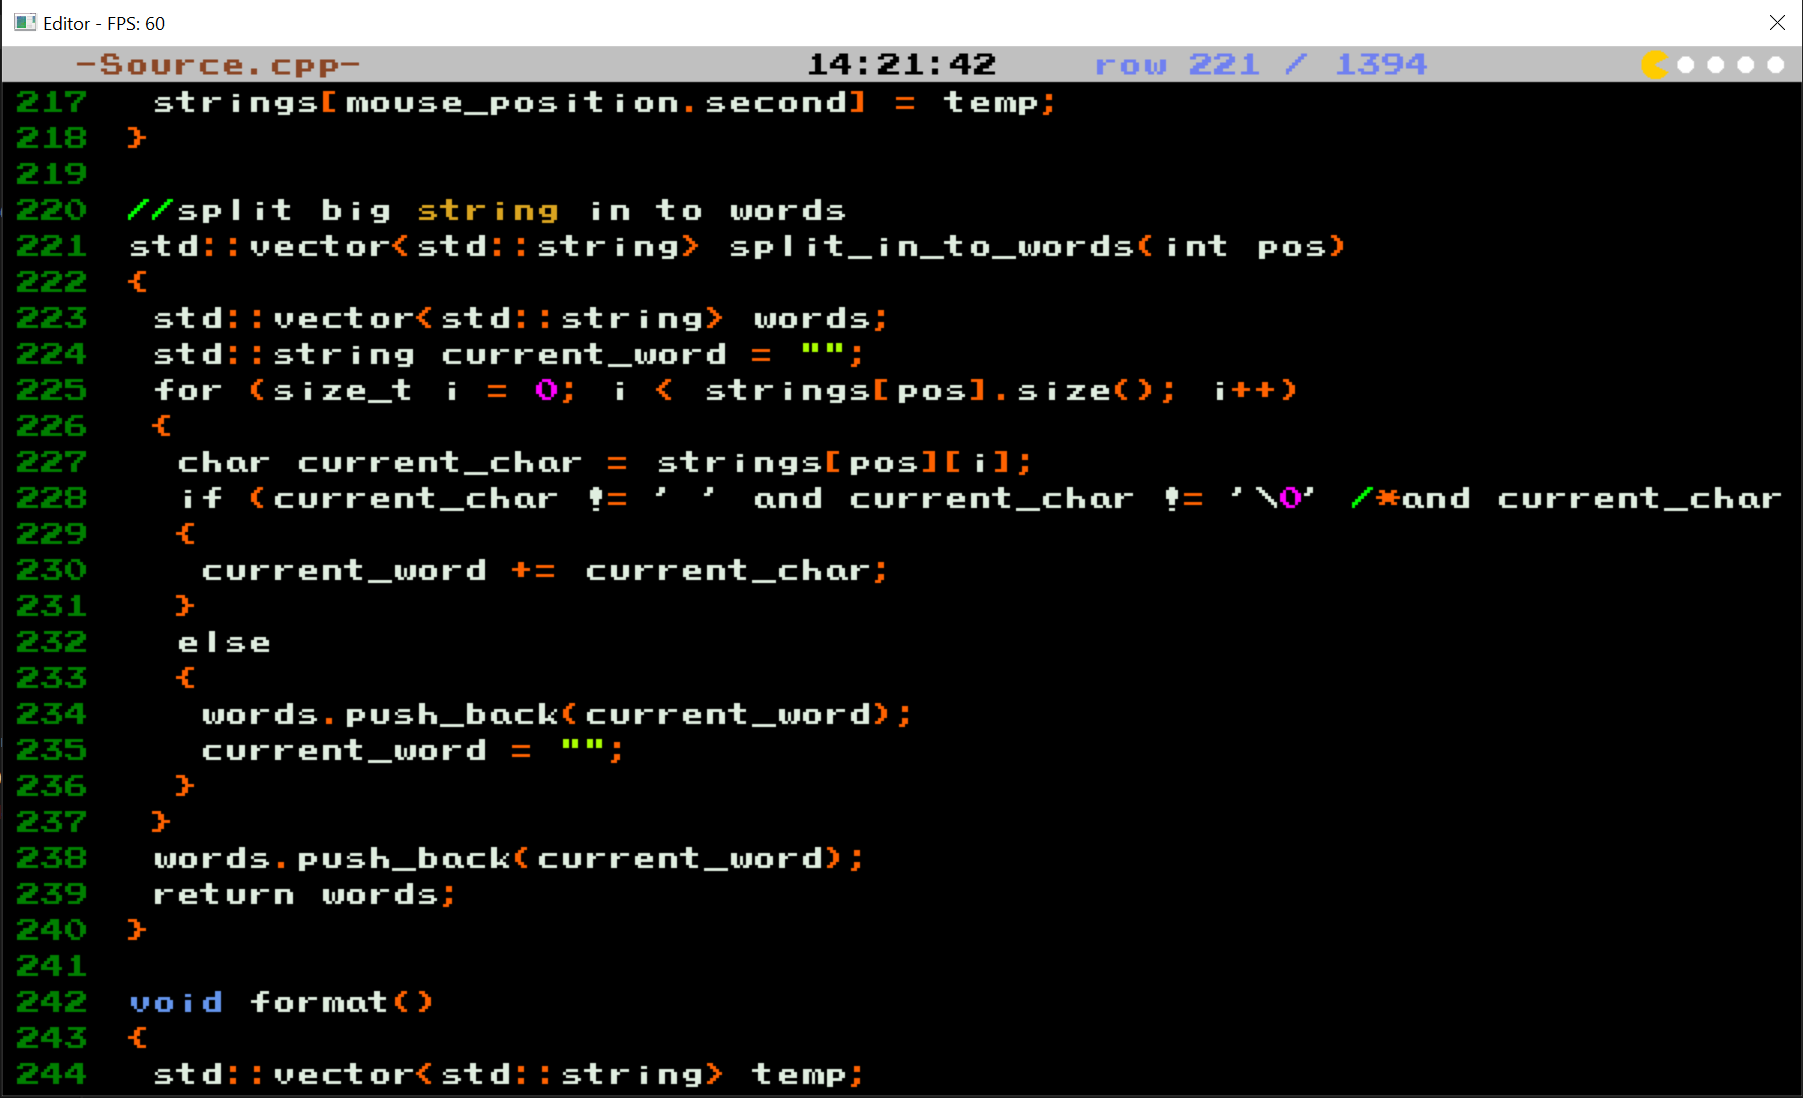 Editor - FPS: 60
-Source.cpp- 14:21:42 row 221 / 1394
217 strings[mouse_position.second] = temp;
218 }
219
220 //split big string in to words
221 std::vector<std::string> split_in_to_words(int pos)
222 {
223 std::vector<std::string> words;
224 std::string current_word = "";
225 for (size_t i = 0; i < strings[pos].size(); i++)
226 {
227 char current_char = strings[pos][i];
228 if (current_char != ' ' and current_char != '\0' /*and current_char
229 {
230 current_word += current_char;
231 }
232 else
233 {
234 words.push_back(current_word);
235 current_word = "";
236 }
237 }
238 words.push_back(current_word);
239 return words;
240 }
241
242 void format()
243 {
244 std::vector<std::string> temp;